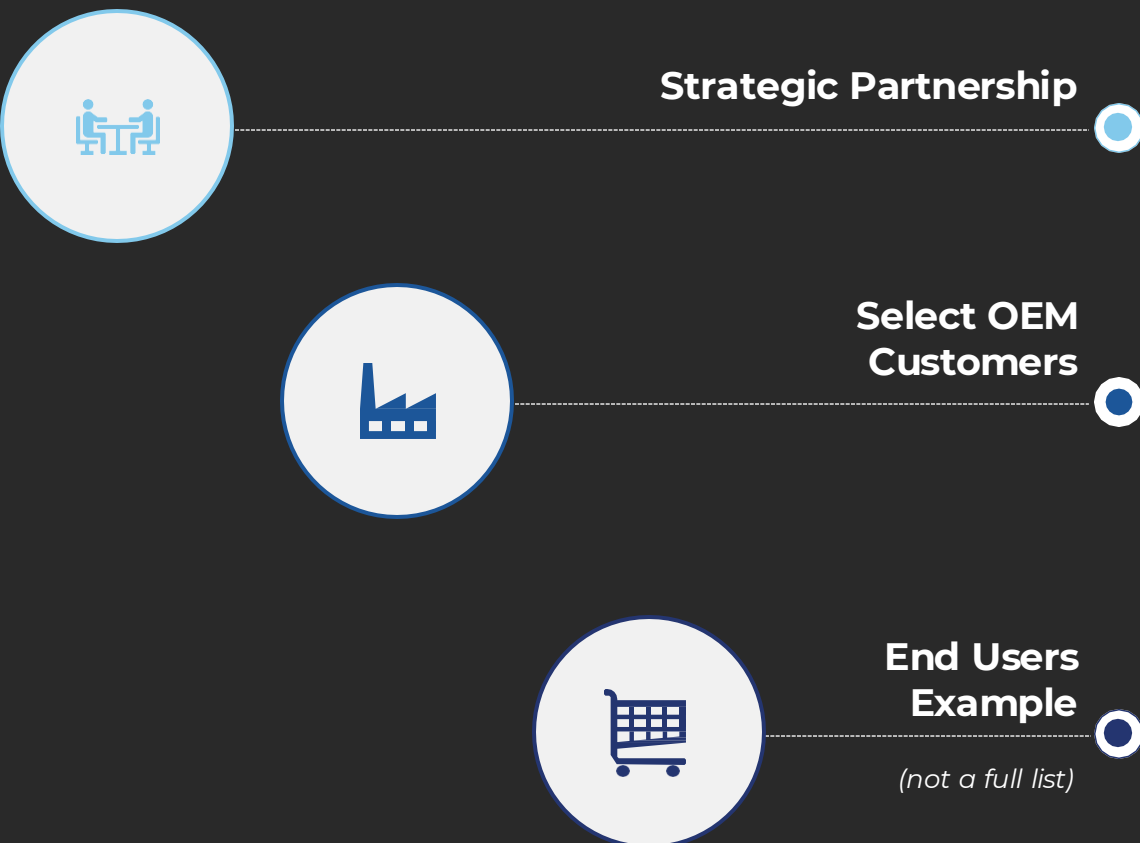 Strategic Partnership
Select OEM
Customers
End Users
Example
(not a full list)